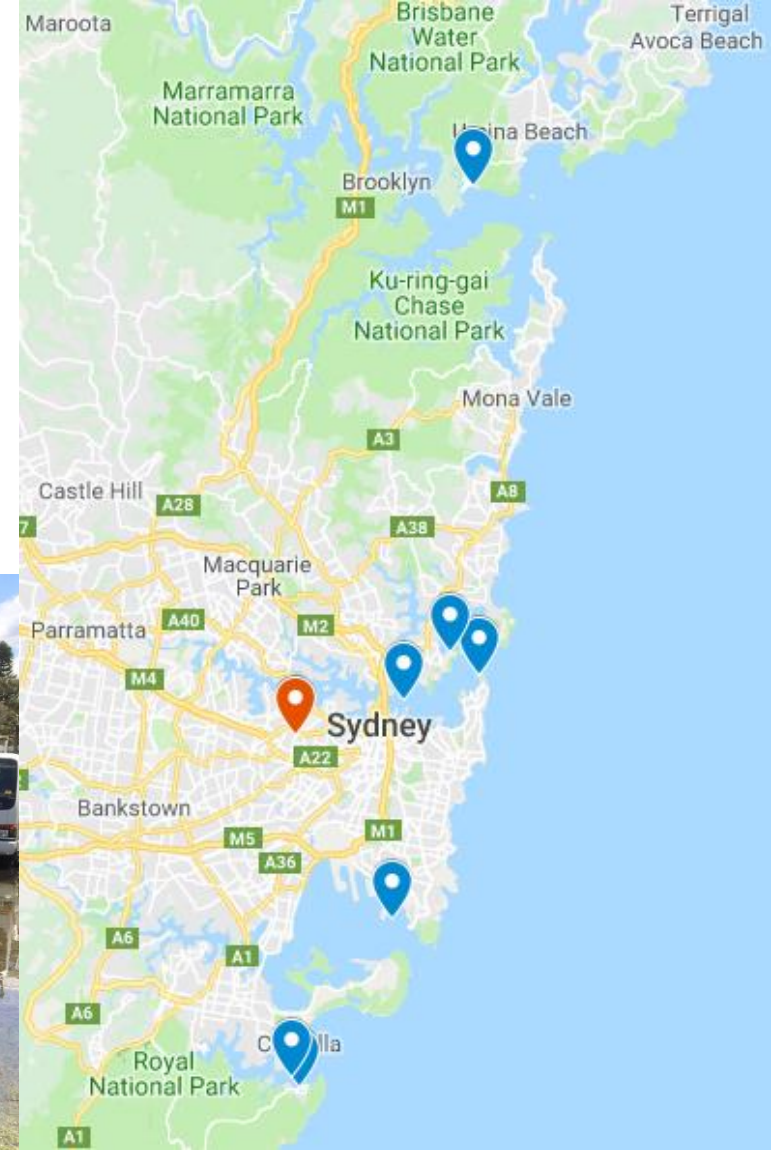 Maroota
Brisbane
Water
National Park
Terrigal
Avoca Beach
Marramarra
National Park
Beach
Brooklyn
M1
Ku-ring-gai
Chase
National Park
Mona Vale
A3
Castle Hill
A28
A8
7
A38
Macquarie
Park
A40
M2
Parramatta
M4
Sydney
A22
Bankstown
M5
M1
A36
A6
A1
A6
Royal
National Park
A1